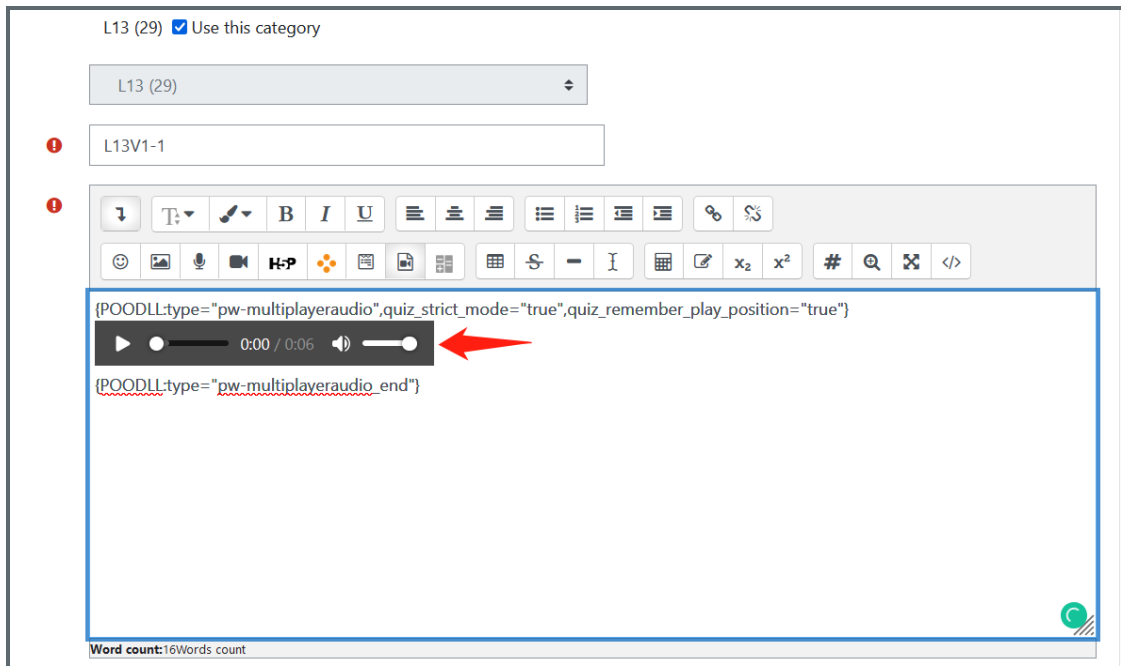 L13 (29) Use this category
L13 (29)
L13V1-1
T B I U
H5P X₂ X² # </>
{POODLL:type="pw-multiplayeraudio",quiz_strict_mode="true",quiz_remember_play_position="true"}
0:00 / 0:06
{POODLL:type="pw-multiplayeraudio_end"}
Word count:16Words count